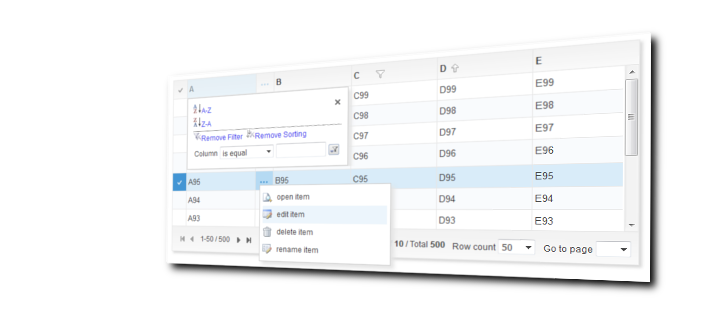 A ... B C D E
A-Z
Z-A
Remove Filter Remove Sorting
Column is equal
C99 D99 E99
C98 D98 E98
C97 D97 E97
C96 D96 E96
A95 ... B95 C95 D95 E95
A94 D94 E94
A93 D93 E93
open item
edit item
delete item
rename item
1-50 / 500 10 / Total 500 Row count 50 Go to page